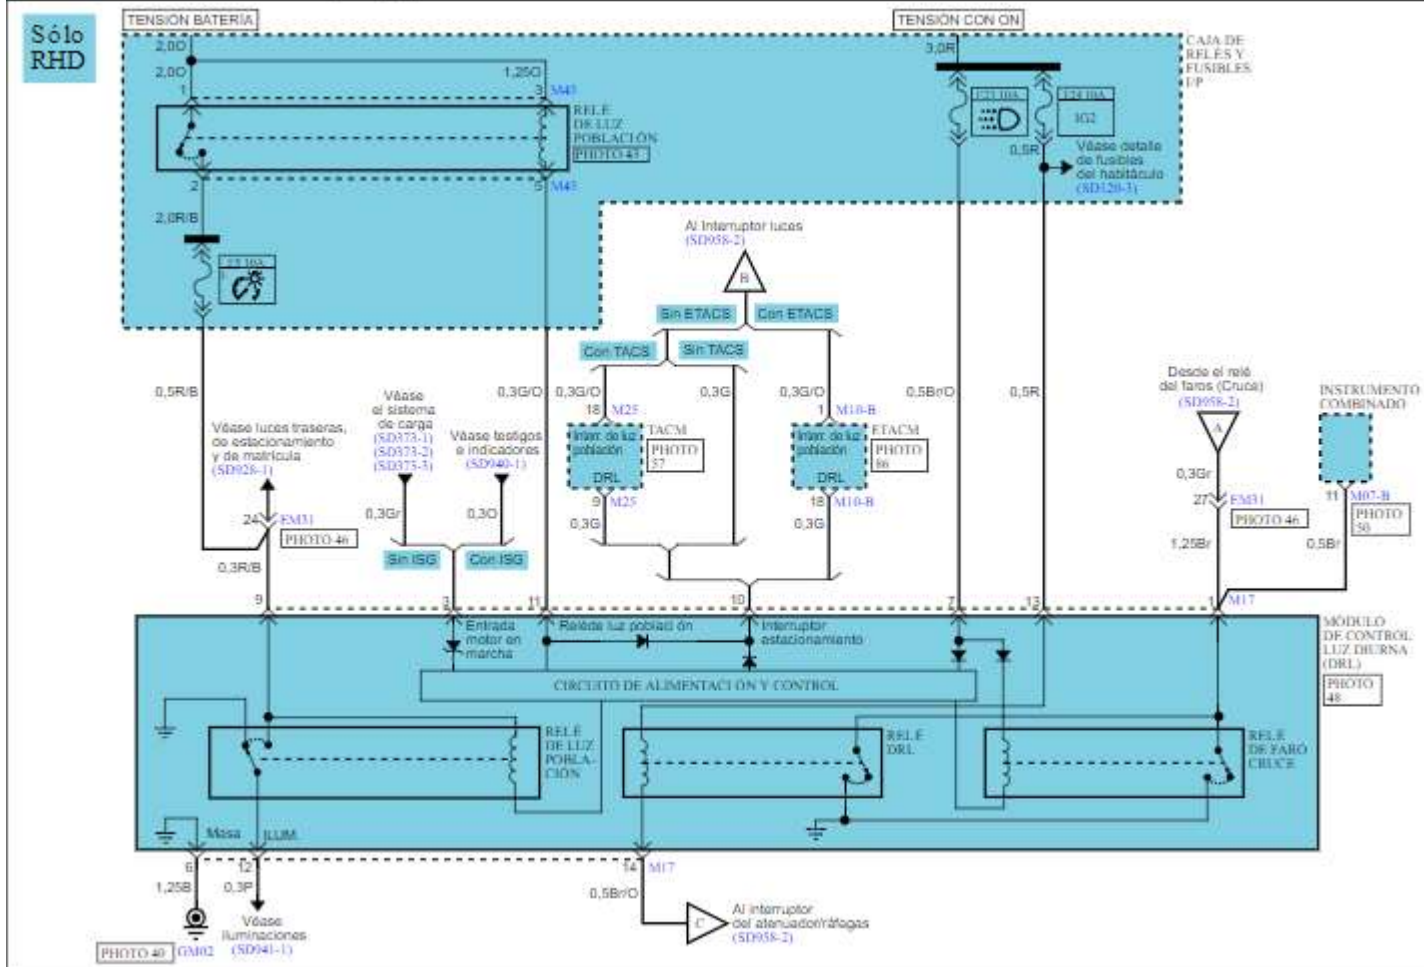 Sólo
RHD
TENSIÓN BATERÍA
TENSIÓN CON ON
2,0O
2,0O
1,25O
3,0R
CAJA DE
RELÉS Y
FUSIBLES
I/P
1
3
M43
RELÉ
DE LUZ
POBLACIÓN
PHOTO 43
2
5
M43
F23 10A
F24 10A
IG2
0,5R
Véase detalle
de fusibles
del habitáculo
(SD120-3)
2,0R/B
10A
Al Interruptor luces
(SD958-2)
B
Sin ETACS
Con ETACS
Con TACS
Sin TACS
0,5R/B
0,3G/O
0,3G/O
0,3G
0,3G/O
0,5Br/O
0,5R
Desde el relé
del faros (Cruce)
(SD958-2)
A
INSTRUMENTO
COMBINADO
Véase luces traseras,
de estacionamiento
y de matrícula
(SD928-1)
Véase
el sistema
de carga
(SD373-1)
(SD373-2)
(SD373-3)
Véase testigos
e indicadores
(SD940-1)
18
M25
Interr. de luz
población
DRL
TACM
PHOTO
57
9
M25
0,3G
1
M10-B
Interr. de luz
población
DRL
ETACM
PHOTO
86
18
M10-B
0,3G
0,3Gr
27
EM31
PHOTO 46
1,25Br
11
M07-B
PHOTO
50
0,5Br
24
EM31
PHOTO 46
0,3R/B
0,3Gr
0,3O
Sin ISG
Con ISG
9
3
11
10
7
13
1
M17
Entrada
motor en
marcha
Relé de luz población
Interruptor
estacionamiento
MÓDULO
DE CONTROL
LUZ DIURNA
(DRL)
PHOTO
48
CIRCUITO DE ALIMENTACIÓN Y CONTROL
RELÉ
DE LUZ
POBLA-
CIÓN
RELÉ
DRL
RELÉ
DE FARO
CRUCE
Masa
ILUM.
6
12
14
M17
1,25B
0,3P
0,5Br/O
PHOTO 40
GM02
Véase
iluminaciones
(SD941-1)
C
Al interruptor
del atenuador/ráfagas
(SD958-2)